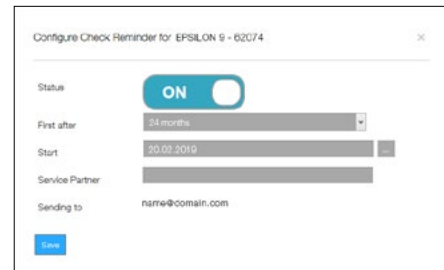 Configure Check Reminder for EPSILON 9 - 62074 ×
Status ON
First after 24 months
Start 20.02.2019 ...
Service Partner
Sending to name@domain.com
Save